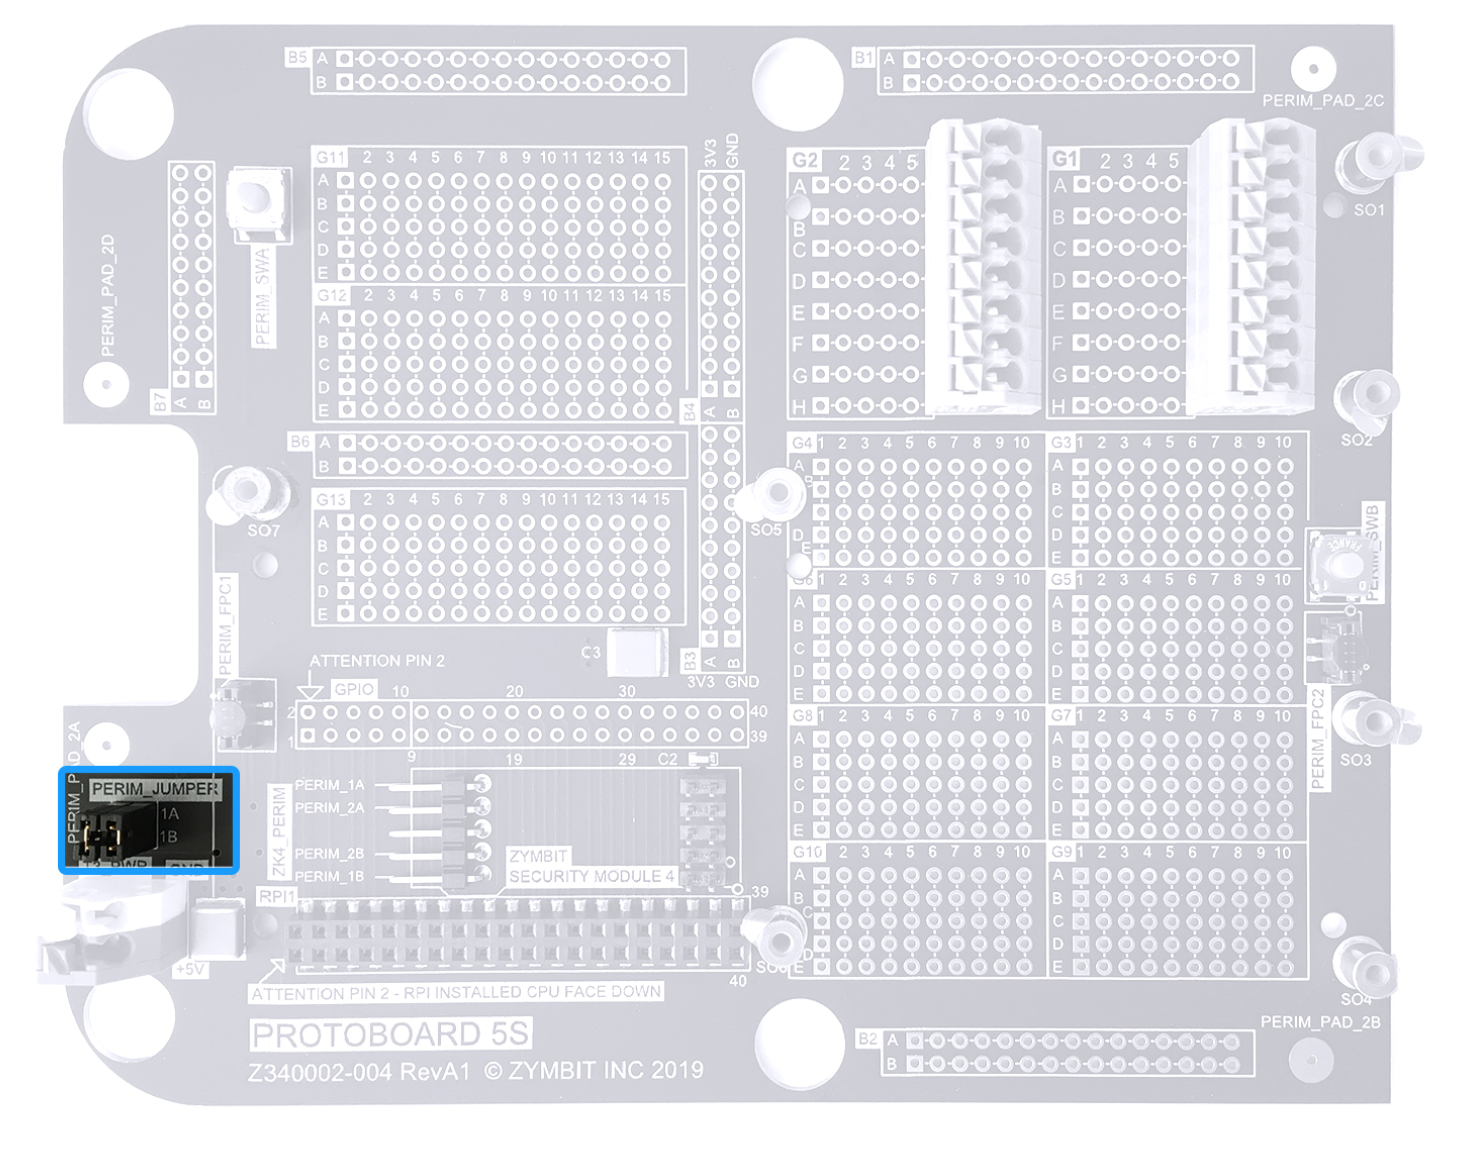 B5 A
B
B1 A
B
PERIM_PAD_2C
G11 2 3 4 5 6 7 8 9 10 11 12 13 14 15
A
B
C
D
E
3V3 GND
G2 2 3 4 5
A
B
C
D
E
F
G
H
G1 2 3 4 5
A
B
C
D
E
F
G
H
SO1
PERIM_PAD_2D
PERIM_SWA
G12 2 3 4 5 6 7 8 9 10 11 12 13 14 15
A
B
C
D
E
B7 A B
B4 A B
SO2
B6 A
B
G4 1 2 3 4 5 6 7 8 9 10
A
B
D
E
G3 1 2 3 4 5 6 7 8 9 10
A
B
C
D
E
SO7
G13 2 3 4 5 6 7 8 9 10 11 12 13 14 15
A
B
C
D
E
SO5
PERIM_SWB
PERIM_FPC1
G6 1 2 3 4 5 6 7 8 9 10
A
B
C
D
E
G5 1 2 3 4 5 6 7 8 9 10
A
B
C
D
E
C3
B3 A B
3V3 GND
ATTENTION PIN 2
GPIO 10 20 30
2 40
1 39
9 19 29 C2
PERIM_FPC2
G8 1 2 3 4 5 6 7 8 9 10
A
B
C
D
E
G7 1 2 3 4 5 6 7 8 9 10
A
B
C
D
E
SO3
PERIM_PAD_2A
PERIM_JUMPER
1A
1B
GND
ZK4_PERIM
PERIM_1A
PERIM_2A
PERIM_2B
PERIM_1B
ZYMBIT
SECURITY MODULE 4
G10 1 2 3 4 5 6 7 8 9 10
A
B
C
D
E
G9 1 2 3 4 5 6 7 8 9 10
A
B
C
D
E
RPI1 39
40
+5V
SO4
ATTENTION PIN 2 - RPI INSTALLED CPU FACE DOWN
PROTOBOARD 5S
Z340002-004 RevA1 © ZYMBIT INC 2019
B2 A
B
PERIM_PAD_2B